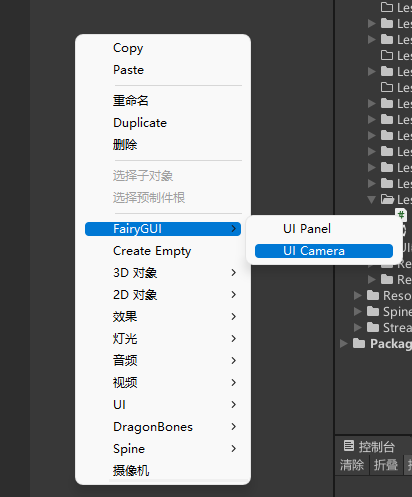 Copy
Paste
重命名
Duplicate
删除
选择子对象
选择预制件根
FairyGUI
UI Panel
UI Camera
Create Empty
3D 对象
2D 对象
效果
灯光
音频
视频
UI
DragonBones
Spine
摄像机
Les
Les
Les
Les
Les
Les
Les
Les
Les
Les
Les
Les
Les
#
UI
Re
Re
Reso
Spine
Strea
Packag
控制台
清除
折叠